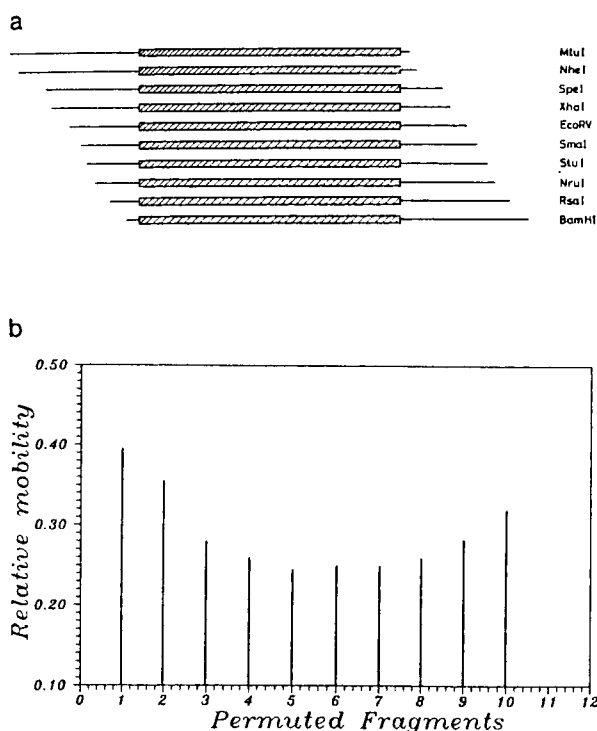 a
MluI
NheI
SpeI
XhoI
EcoRV
SmaI
StuI
NruI
RsaI
BamHI
b
0.50
0.40
0.30
0.20
0.10
Relative mobility
0 1 2 3 4 5 6 7 8 9 10 11 12
Permuted Fragments